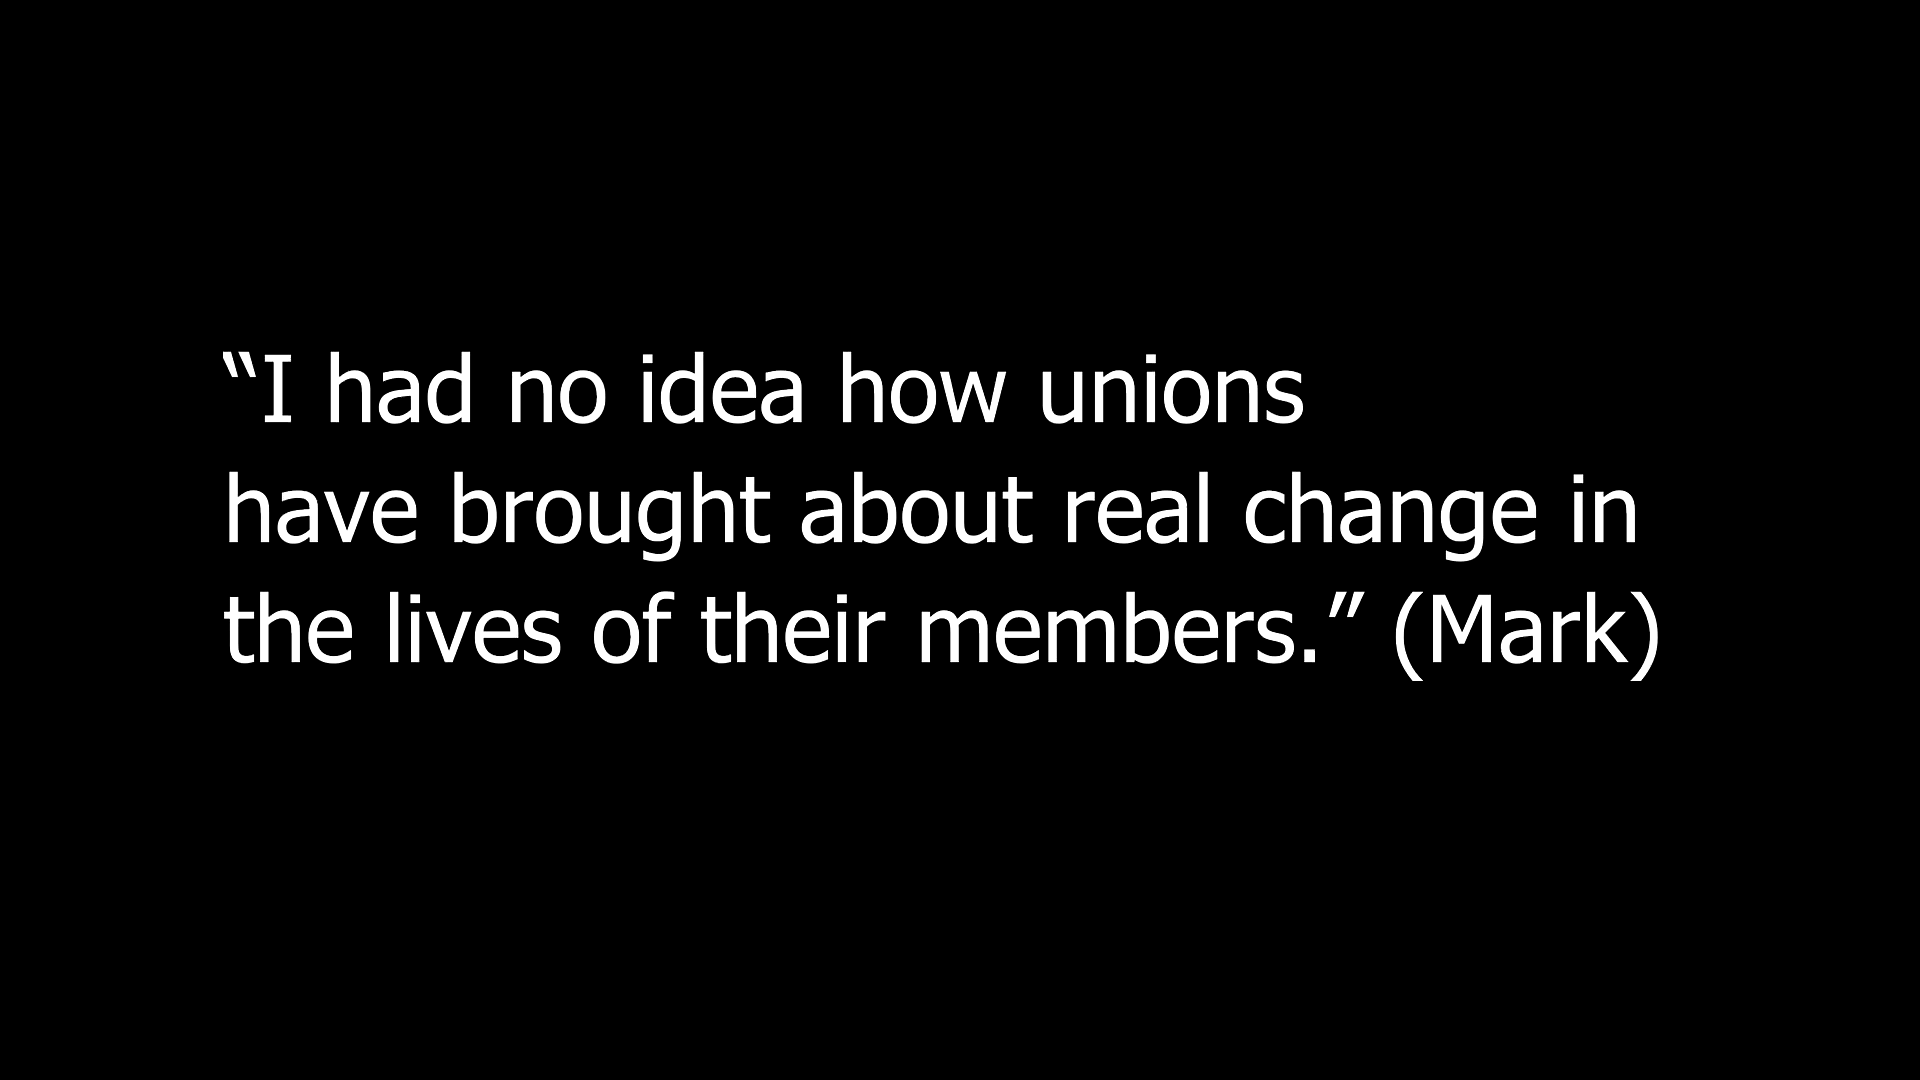 “I had no idea how unions
have brought about real change in
the lives of their members.” (Mark)